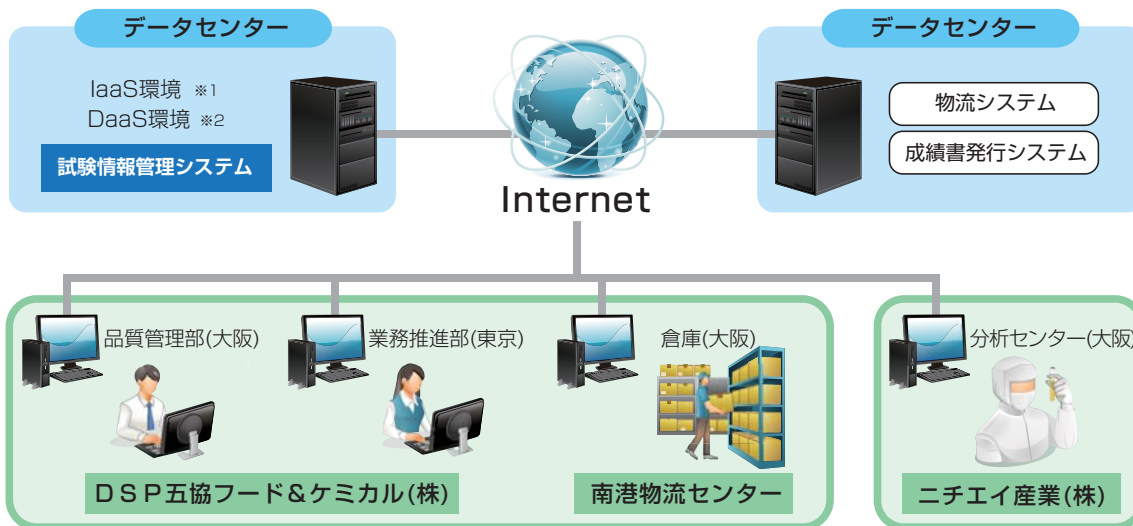 データセンター
IaaS環境 ※1
DaaS環境 ※2
試験情報管理システム
Internet
データセンター
物流システム
成績書発行システム
品質管理部(大阪)
業務推進部(東京)
倉庫(大阪)
分析センター(大阪)
DSP五協フード&ケミカル(株)
南港物流センター
ニチエイ産業(株)